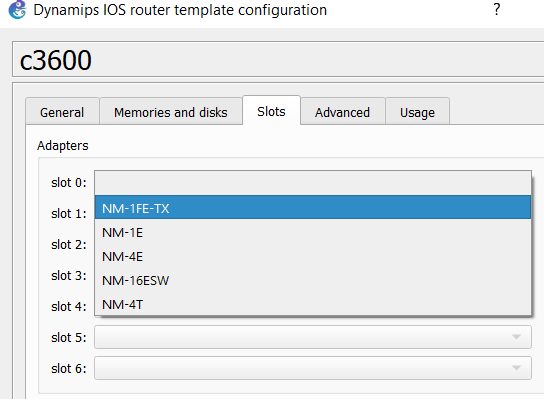 Dynamips IOS router template configuration ?
c3600
General Memories and disks Slots Advanced Usage
Adapters
slot 0:
slot 1: NM-1FE-TX
NM-1E
slot 2: NM-4E
slot 3: NM-16ESW
slot 4: NM-4T
slot 5:
slot 6: